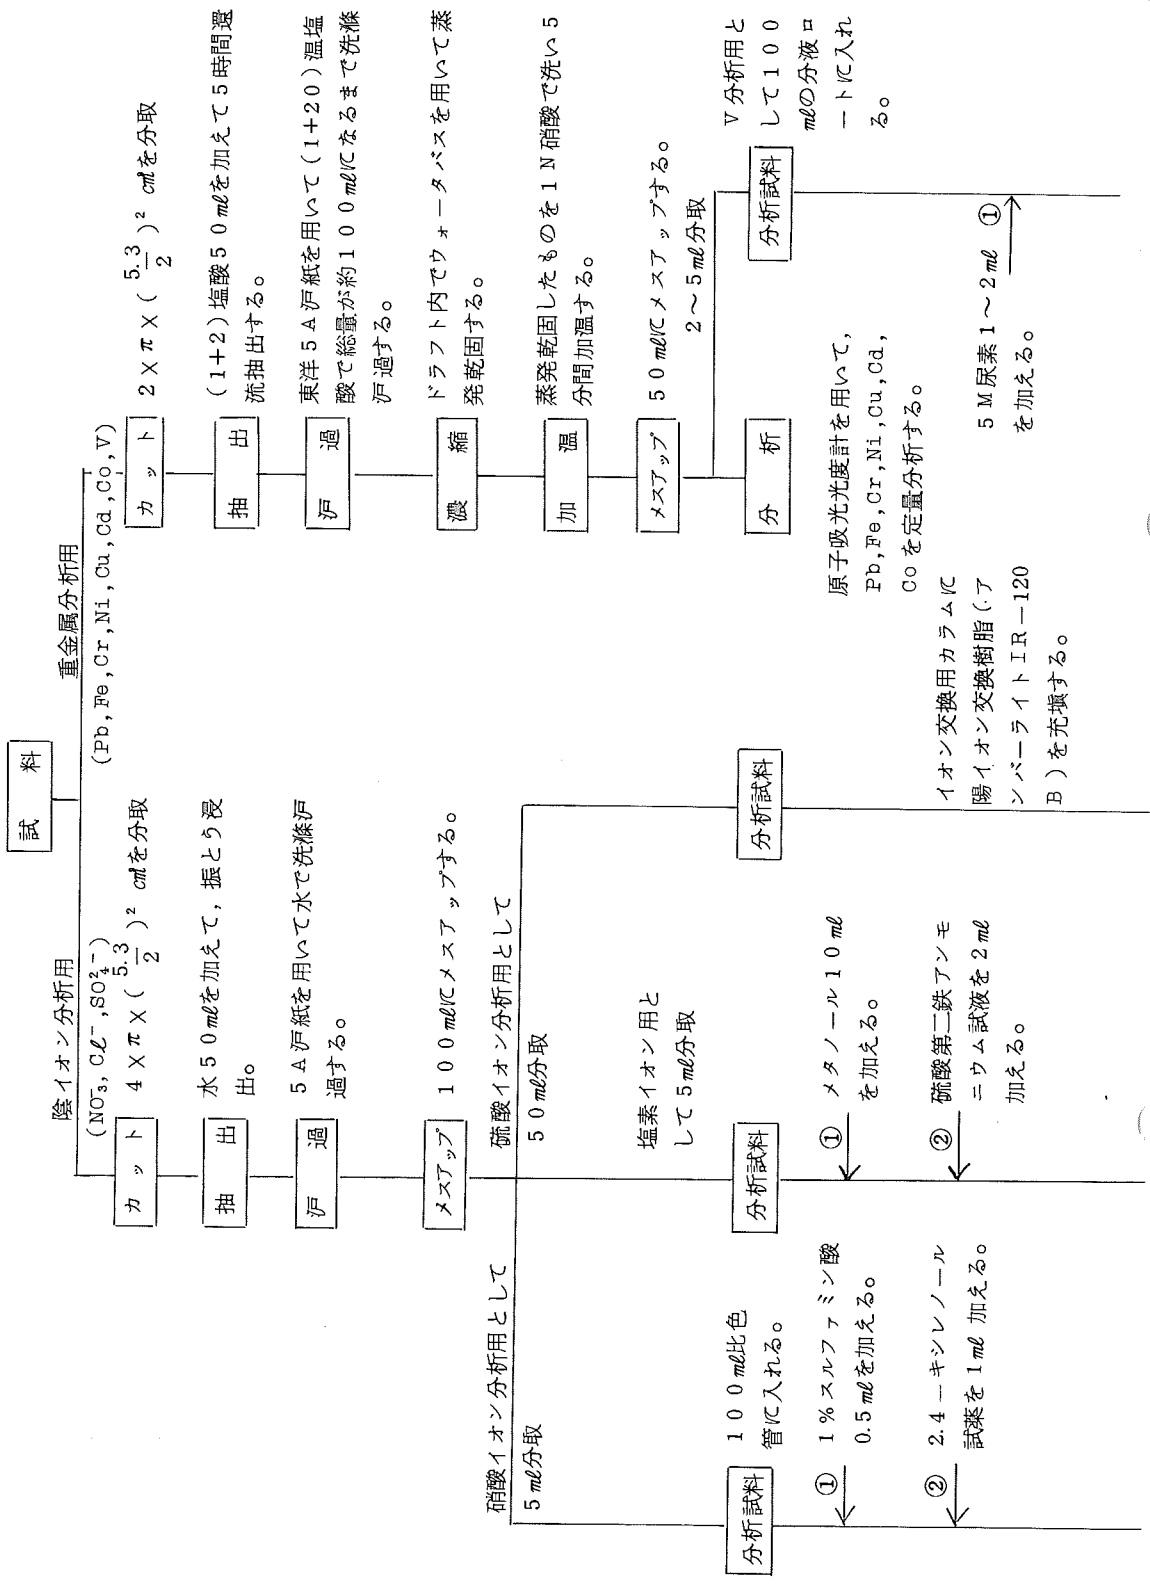 試料
陰イオン分析用
(NO₃⁻, Cℓ⁻, SO₄²⁻)
カット
4×π×(5.3/2)² ㎠を分取
抽出
水50mlを加えて,振とう浸
出。
沪過
5A沪紙を用いて水で洗滌沪
過する。
メスアップ
100mlにメスアップする。
硝酸イオン分析用として
5ml分取
分析試料
100ml比色
管に入れる。
① 1%スルファミン酸
0.5mlを加える。
② 2.4−キシレノール
試薬を1ml加える。
塩素イオン用と
して5ml分取
分析試料
① メタノール10ml
を加える。
② 硫酸第二鉄アンモ
ニウム試液を2ml
加える。
硫酸イオン分析用として
50ml分取
分析試料
イオン交換用カラムに
陽イオン交換樹脂(ア
ンバーライトIR−120
B)を充塡する。
重金属分析用
(Pb,Fe,Cr,Ni,Cu,Cd,Co,V)
カット
2×π×(5.3/2)² ㎠を分取
抽出
(1+2)塩酸50mlを加えて5時間還
流抽出する。
沪過
東洋5A沪紙を用いて(1+20)温塩
酸で総量が約100mlになるまで洗滌
沪過する。
濃縮
ドラフト内でウォータバスを用いて蒸
発乾固する。
加温
蒸発乾固したものを1N硝酸で洗い5
分間加温する。
メスアップ
50mlにメスアップする。
2〜5ml分取
分析
原子吸光光度計を用いて,
Pb,Fe,Cr,Ni,Cu,Cd,
Coを定量分析する。
分析試料
V分析用と
して100
mlの分液ロ
ートに入れ
る。
5M尿素1〜2ml ①
を加える。